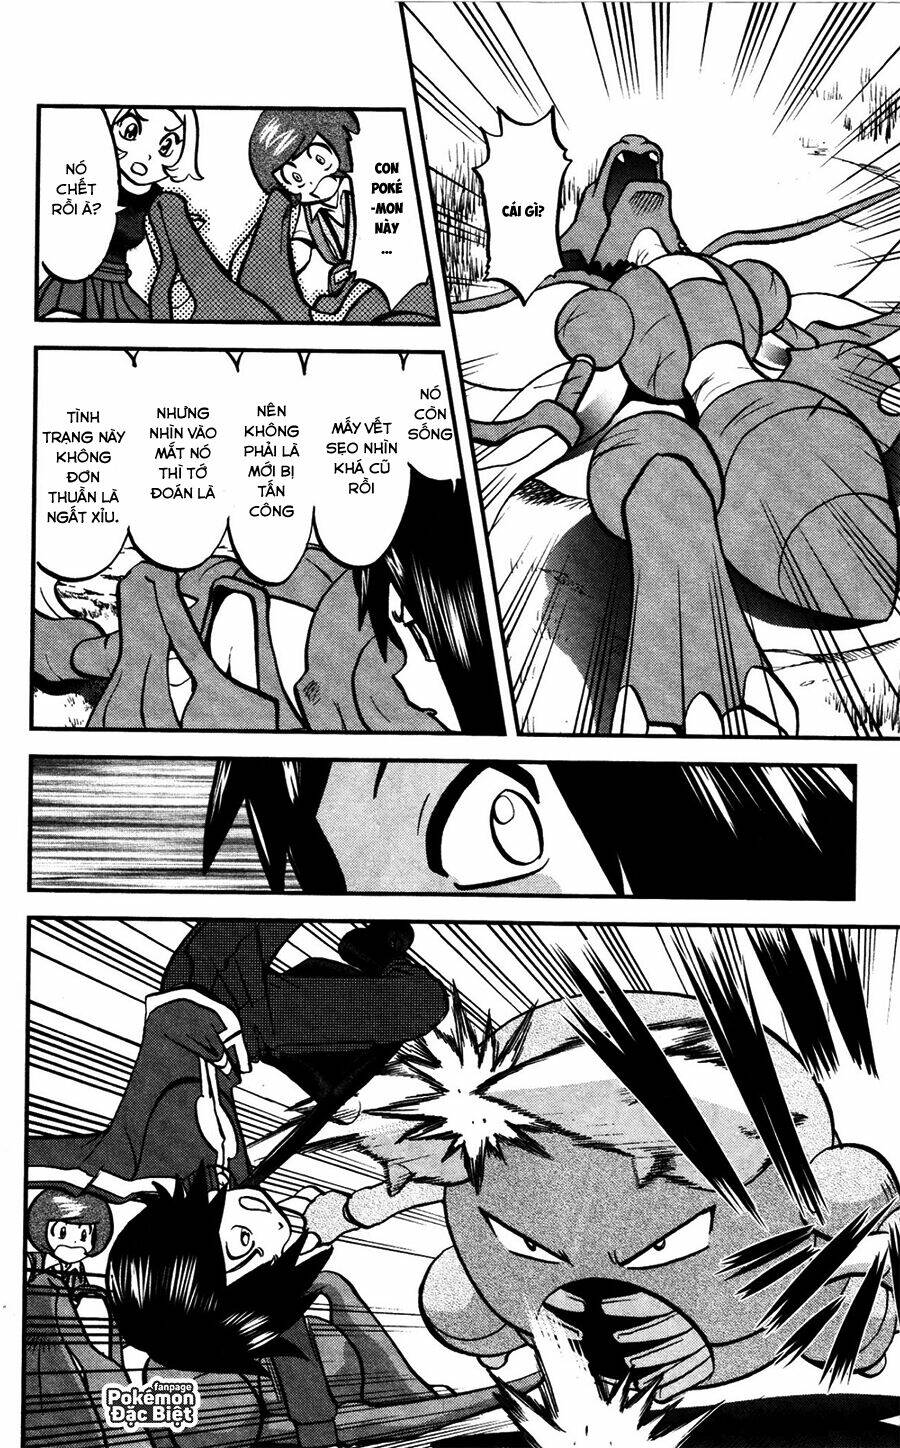 CÁI GÌ?
CON
POKÉ
-MON
NÀY
...
NÓ
CHẾT
RỒI À?
NÓ
CÒN
SỐNG
MẤY VẾT
SẸO NHÌN
KHÁ CŨ
RỒI
NÊN
KHÔNG
PHẢI LÀ
MỚI BỊ
TẤN
CÔNG
NHƯNG
NHÌN VÀO
MẮT NÓ
THÌ TỚ
ĐOÁN LÀ
TÌNH
TRẠNG NÀY
KHÔNG
ĐƠN
THUẦN LÀ
NGẤT XỈU.
fanpage
Pokémon
Đặc Biệt